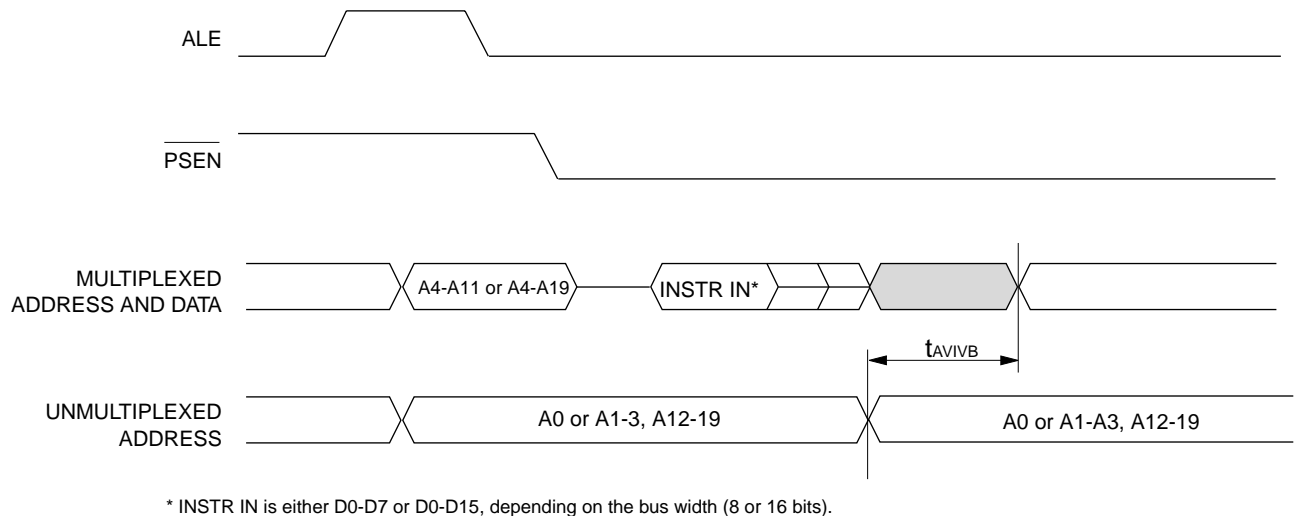 ALE
PSEN
MULTIPLEXED
ADDRESS AND DATA
A4-A11 or A4-A19
INSTR IN*
tAVIVB
UNMULTIPLEXED
ADDRESS
A0 or A1-3, A12-19
A0 or A1-A3, A12-19
* INSTR IN is either D0-D7 or D0-D15, depending on the bus width (8 or 16 bits).